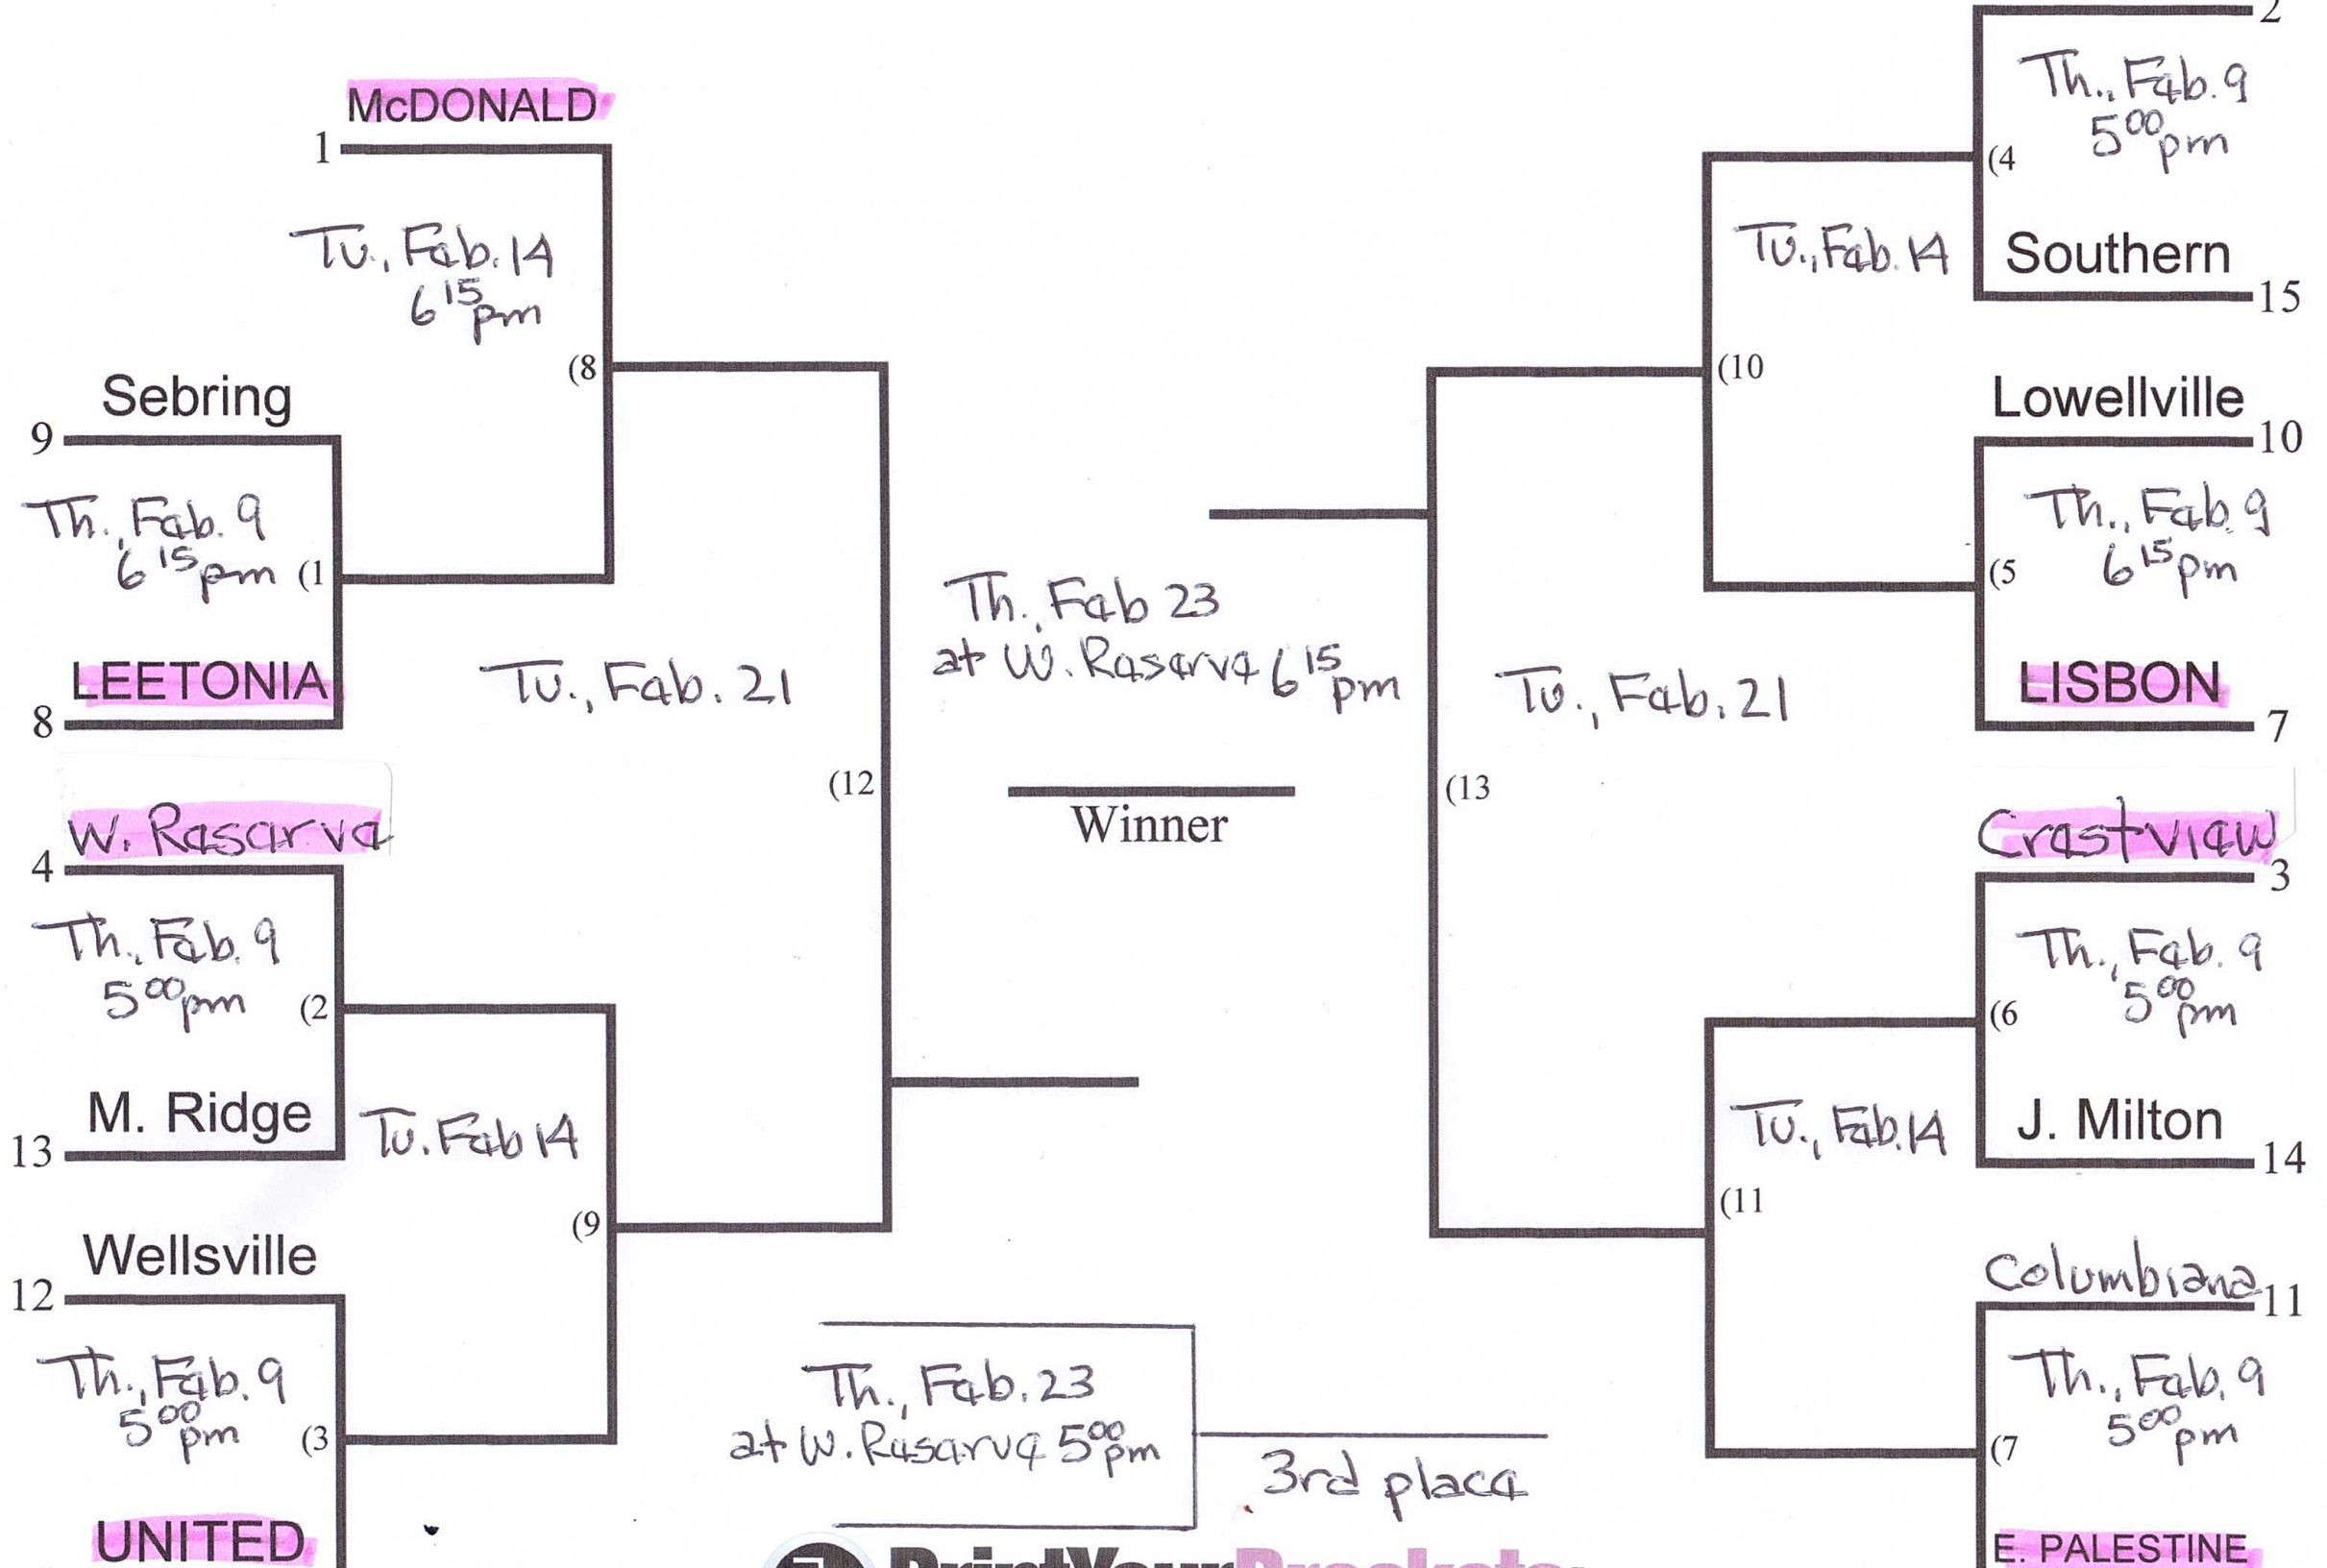 2
Th., Feb. 9
5 00 pm
(4
Southern
15
McDONALD
1
Tu., Feb. 14
6 15 pm
(8
Tu., Feb. 14
(10
Sebring
9
Th., Feb. 9
6 15 pm (1
LEETONIA
8
Lowellville
10
Th., Feb. 9
6 15 pm
(5
LISBON
7
Tu., Feb. 21
(12
Th., Feb 23
at W. Reserve 6 15 pm
Winner
Tu., Feb. 21
(13
W. Reserve
4
Th., Feb. 9
5 00 pm (2
M. Ridge
13
Tu. Feb 14
(9
Wellsville
12
Th., Feb. 9
5 00 pm (3
UNITED
Crestview
3
Th., Feb. 9
5 00 pm
(6
J. Milton
14
Tu., Feb. 14
(11
Columbiana
11
Th., Feb. 9
5 00 pm
(7
E. PALESTINE
Th., Feb. 23
at W. Reserve 5 00 pm
3rd place
PrintYourBrackets